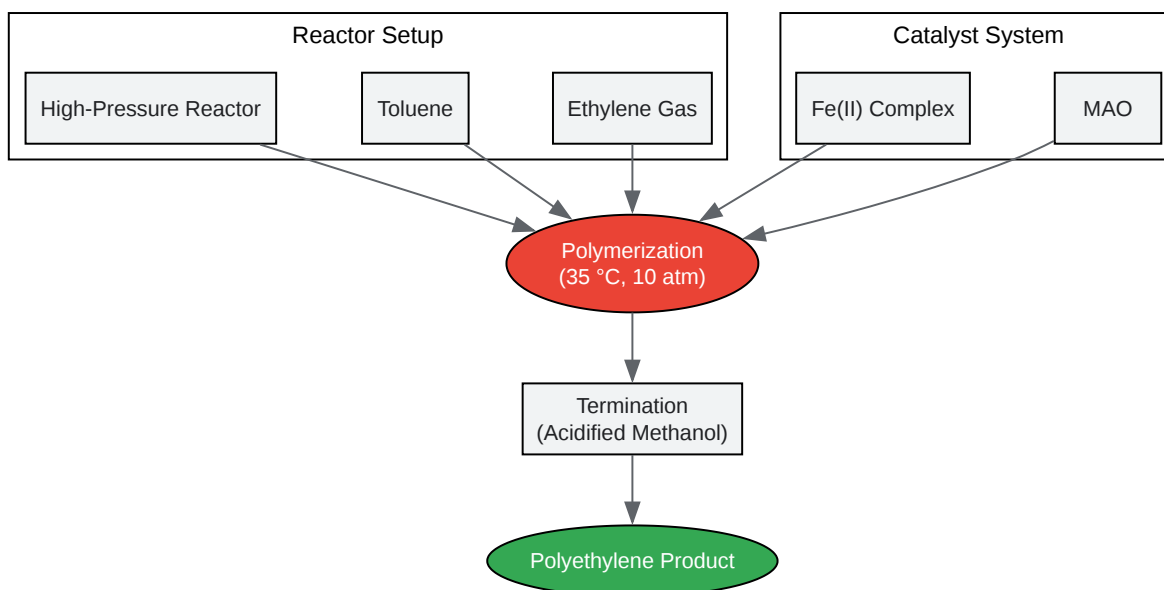 Reactor Setup
Catalyst System
High-Pressure Reactor
Toluene
Ethylene Gas
Fe(II) Complex
MAO
Polymerization
(35 °C, 10 atm)
Termination
(Acidified Methanol)
Polyethylene Product